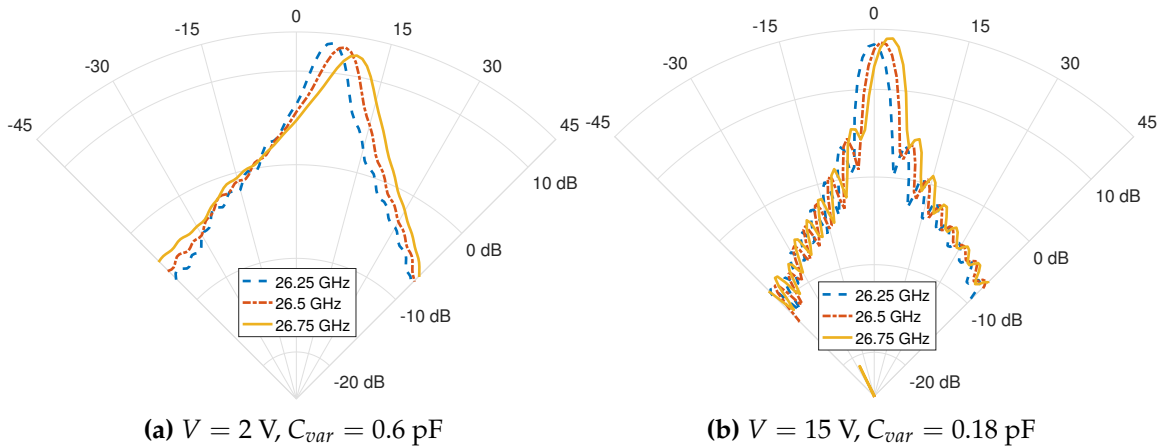 0
-15
15
-30
30
-45
45
10 dB
0 dB
-10 dB
-20 dB
26.25 GHz
26.5 GHz
26.75 GHz
(a) V = 2 V, C_var = 0.6 pF
0
-15
15
-30
30
-45
45
10 dB
0 dB
-10 dB
-20 dB
26.25 GHz
26.5 GHz
26.75 GHz
(b) V = 15 V, C_var = 0.18 pF